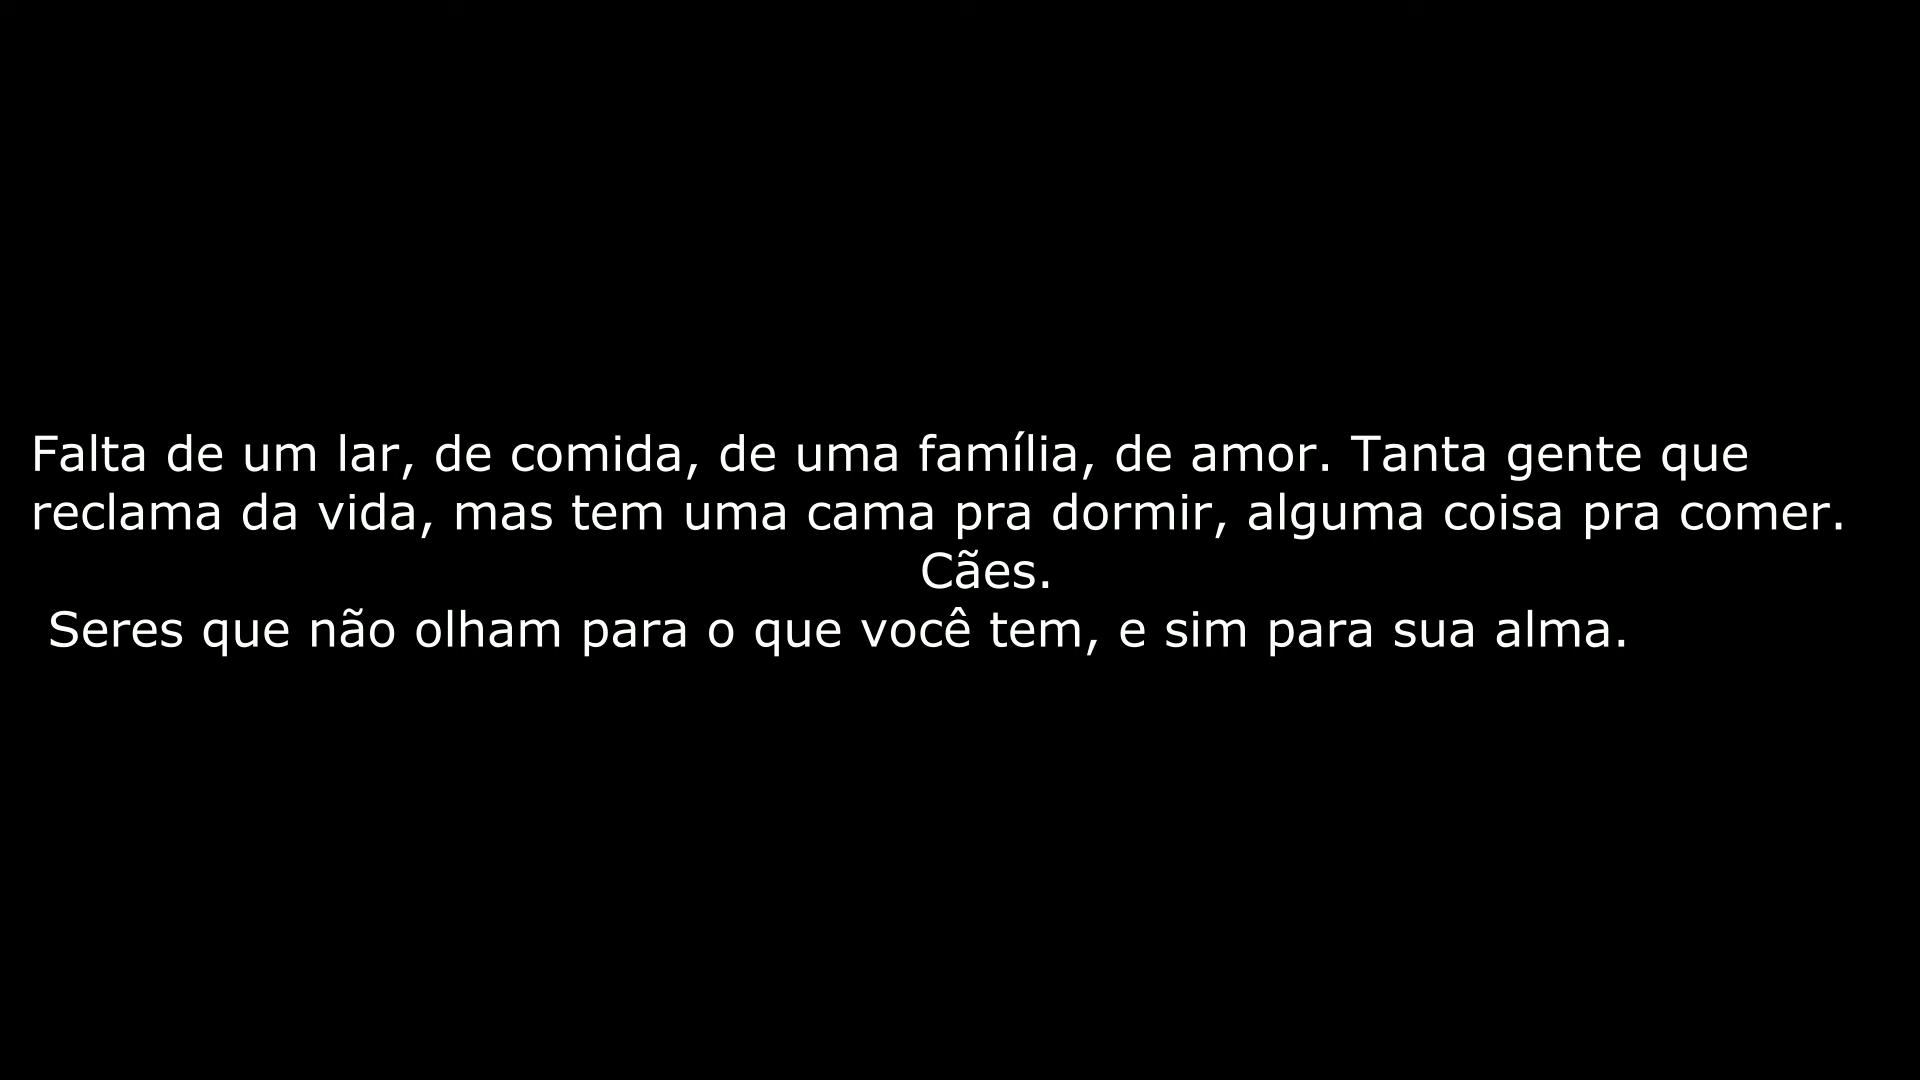 Falta de um lar, de comida, de uma família, de amor. Tanta gente que
reclama da vida, mas tem uma cama pra dormir, alguma coisa pra comer.
Cães.
Seres que não olham para o que você tem, e sim para sua alma.